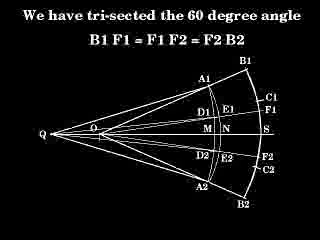 We have tri-sected the 60 degree angle
B1 F1 = F1 F2 = F2 B2
B1
A1
C1
D1
E1
F1
Q
O
M
N
S
D2
E2
F2
C2
A2
B2